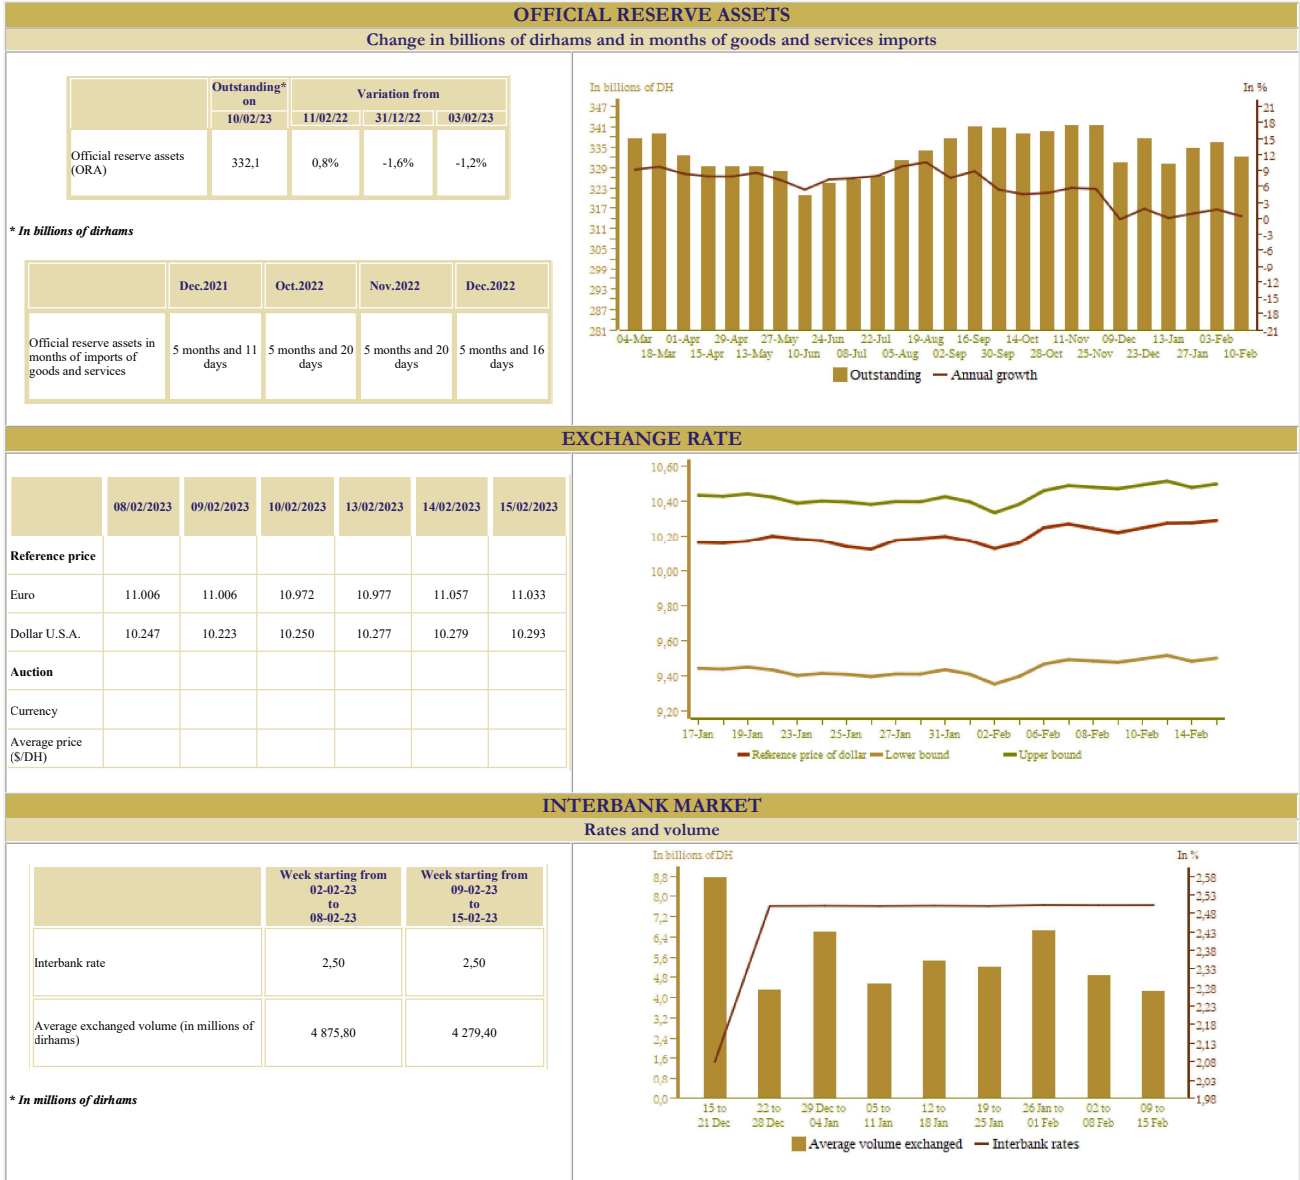 OFFICIAL RESERVE ASSETS
Change in billions of dirhams and in months of goods and services imports
Outstanding* on
Variation from
10/02/23 11/02/22 31/12/22 03/02/23
Official reserve assets (ORA) 332,1 0,8% -1,6% -1,2%
* In billions of dirhams
Dec.2021 Oct.2022 Nov.2022 Dec.2022
Official reserve assets in months of imports of goods and services
5 months and 11 days
5 months and 20 days
5 months and 20 days
5 months and 16 days
In billions of DH
In %
347
341
335
329
323
317
311
305
299
293
287
281
21
18
15
12
9
6
3
0
-3
-6
-9
-12
-15
-18
-21
04-Mar 01-Apr 29-Apr 27-May 24-Jun 22-Jul 19-Aug 16-Sep 14-Oct 11-Nov 09-Dec 13-Jan 03-Feb
18-Mar 15-Apr 13-May 10-Jun 08-Jul 05-Aug 02-Sep 30-Sep 28-Oct 25-Nov 23-Dec 27-Jan 10-Feb
Outstanding Annual growth
EXCHANGE RATE
08/02/2023 09/02/2023 10/02/2023 13/02/2023 14/02/2023 15/02/2023
Reference price
Euro 11.006 11.006 10.972 10.977 11.057 11.033
Dollar U.S.A. 10.247 10.223 10.250 10.277 10.279 10.293
Auction
Currency
Average price ($/DH)
10,60
10,40
10,20
10,00
9,80
9,60
9,40
9,20
17-Jan 19-Jan 23-Jan 25-Jan 27-Jan 31-Jan 02-Feb 06-Feb 08-Feb 10-Feb 14-Feb
Reference price of dollar Lower bound Upper bound
INTERBANK MARKET
Rates and volume
Week starting from 02-02-23 to 08-02-23
Week starting from 09-02-23 to 15-02-23
Interbank rate 2,50 2,50
Average exchanged volume (in millions of dirhams) 4 875,80 4 279,40
* In millions of dirhams
In billions of DH
In %
8,8
8,0
7,2
6,4
5,6
4,8
4,0
3,2
2,4
1,6
0,8
0,0
2,58
2,53
2,48
2,43
2,38
2,33
2,28
2,23
2,18
2,13
2,08
2,03
1,98
15 to 22 to 29 Dec to 05 to 12 to 19 to 26 Jan to 02 to 09 to
21 Dec 28 Dec 04 Jan 11 Jan 18 Jan 25 Jan 01 Feb 08 Feb 15 Feb
Average volume exchanged Interbank rates